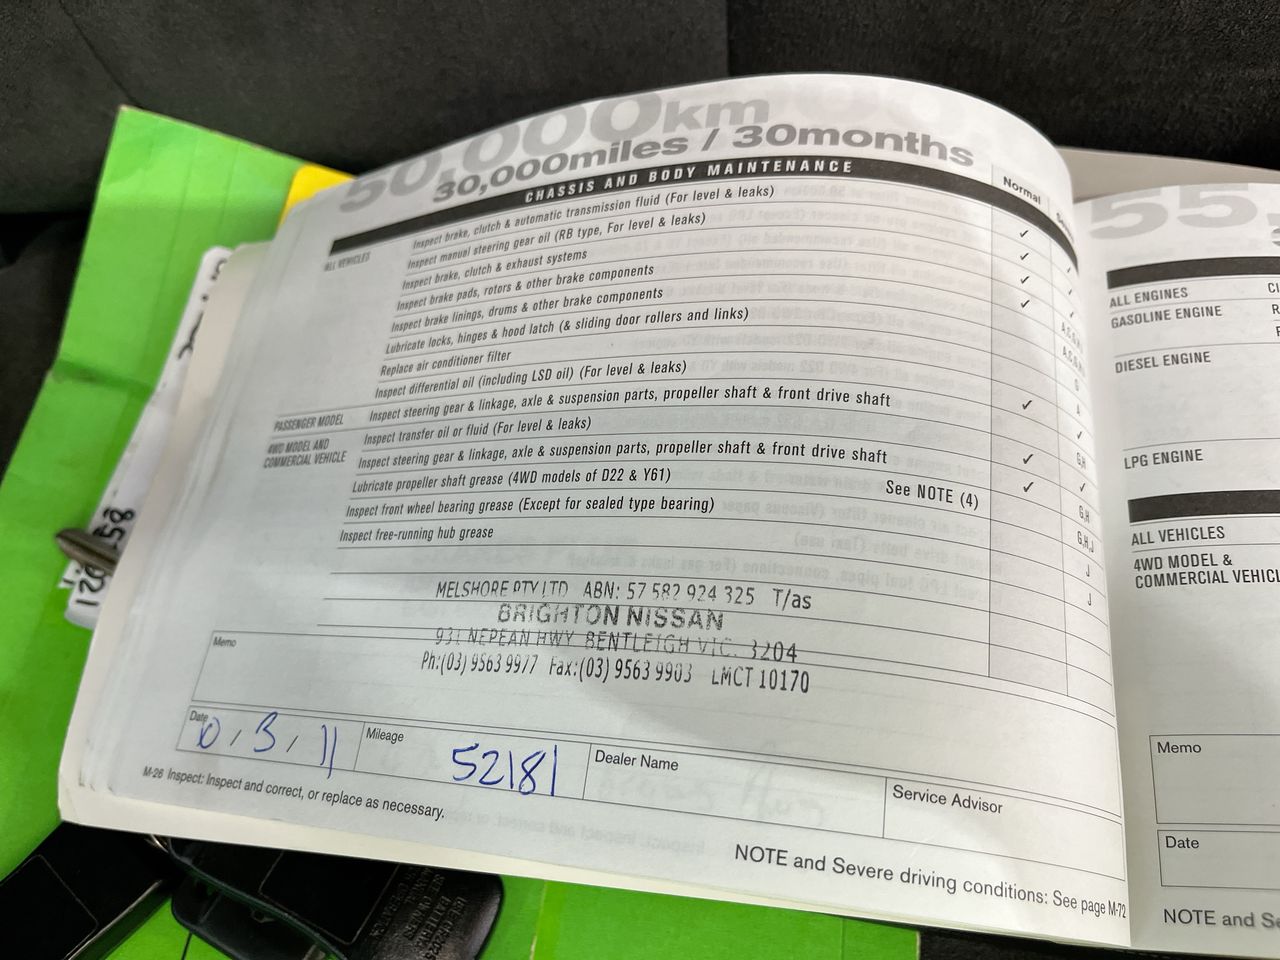 50,000km
30,000miles / 30months
CHASSIS AND BODY MAINTENANCE
Normal
ALL VEHICLES
Inspect brake, clutch & automatic transmission fluid (For level & leaks) ✓
Inspect manual steering gear oil (RB type, For level & leaks) ✓
Inspect brake, clutch & exhaust systems ✓
Inspect brake pads, rotors & other brake components ✓
Inspect brake linings, drums & other brake components
Lubricate locks, hinges & hood latch (& sliding door rollers and links)
Replace air conditioner filter
Inspect differential oil (including LSD oil) (For level & leaks) ✓
PASSENGER MODEL
Inspect steering gear & linkage, axle & suspension parts, propeller shaft & front drive shaft
4WD MODEL AND
COMMERCIAL VEHICLE
Inspect transfer oil or fluid (For level & leaks) ✓
Inspect steering gear & linkage, axle & suspension parts, propeller shaft & front drive shaft ✓
Lubricate propeller shaft grease (4WD models of D22 & Y61) See NOTE (4)
G,H
Inspect front wheel bearing grease (Except for sealed type bearing)
G,H,J
Inspect free-running hub grease
J
J
MELSHORE PTY LTD ABN: 57 582 924 325 T/as
BRIGHTON NISSAN
931 NEPEAN HWY BENTLEIGH VIC. 3204
Ph:(03) 9563 9977 Fax:(03) 9563 9903 LMCT 10170
Memo
Date
/ 3 / 11
Mileage
52181
Dealer Name
Service Advisor
M-26 Inspect: Inspect and correct, or replace as necessary.
NOTE and Severe driving conditions: See page M-72
55,
ALL ENGINES
GASOLINE ENGINE
DIESEL ENGINE
LPG ENGINE
ALL VEHICLES
4WD MODEL &
COMMERCIAL VEHICL
Memo
Date
NOTE and Se